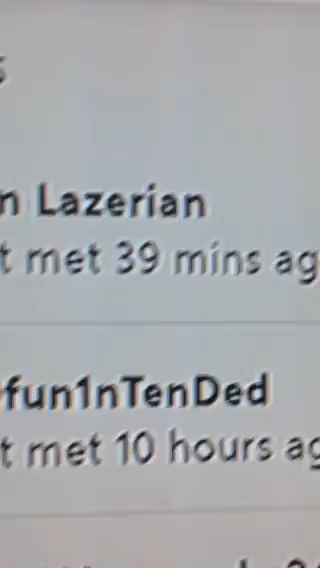 n Lazerian
t met 39 mins ag
fun1nTenDed
t met 10 hours ag